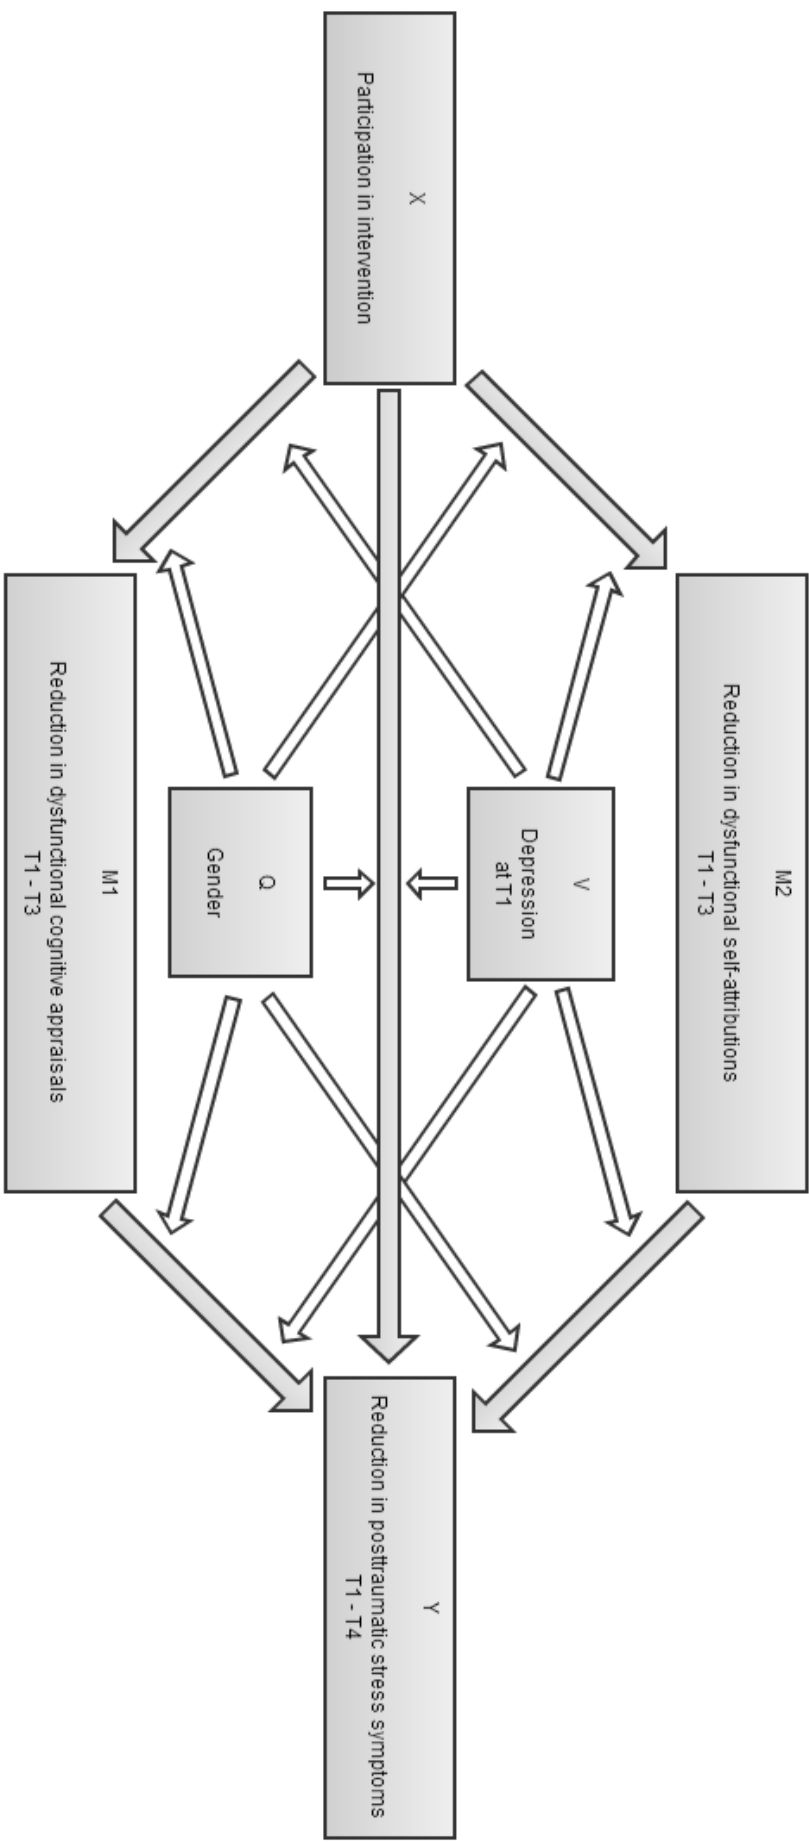 M2
Reduction in dysfunctional self-attributions
T1 - T3
X
Participation in intervention
V
Depression
at T1
Q
Gender
Y
Reduction in posttraumatic stress symptoms
T1 - T4
M1
Reduction in dysfunctional cognitive appraisals
T1 - T3